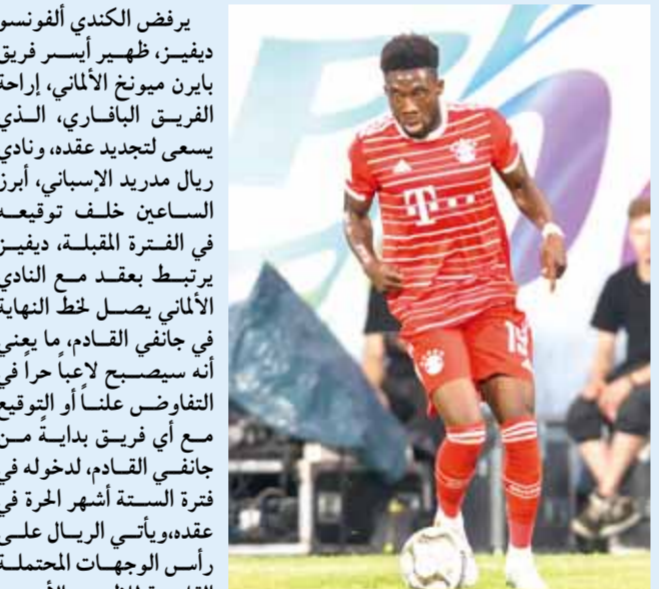 يرفض الكندي ألفونسو
ديفيز، ظهير أيسر فريق
بايرن ميونخ الألماني، إراحة
الفريق البافاري، الذي
يسعى لتجديد عقده، ونادي
ريال مدريد الإسباني، أبرز
الساعين خلف توقيعه
في الفترة المقبلة، ديفيز
يرتبط بعقد مع النادي
الألماني يصل لخط النهاية
في جانفي القادم، ما يعني
أنه سيصبح لاعباً حراً في
التفاوض علناً أو التوقيع
مع أي فريق بدايةً من
جانفي القادم، لدخوله في
فترة الستة أشهر الحرة في
عقده،ويأتي الريال على
رأس الوجهات المحتملة
T
19